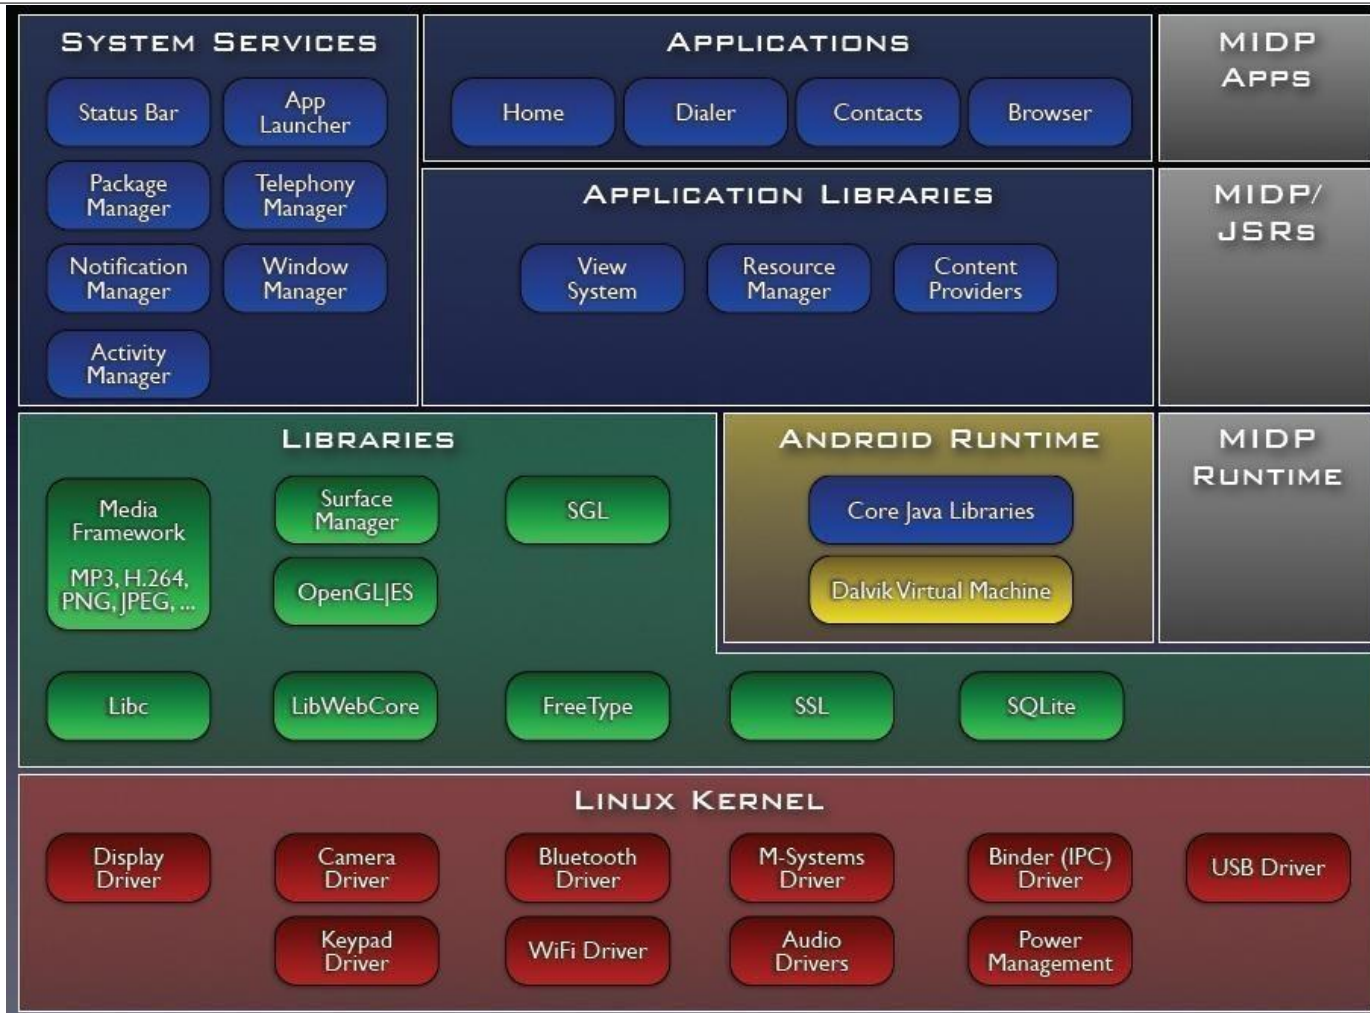 SYSTEM SERVICES
Status Bar
App
Launcher
Package
Manager
Telephony
Manager
Notification
Manager
Window
Manager
Activity
Manager
APPLICATIONS
Home
Dialer
Contacts
Browser
MIDP
APPS
APPLICATION LIBRARIES
View
System
Resource
Manager
Content
Providers
MIDP/
JSRS
LIBRARIES
Media
Framework
MP3, H.264,
PNG, JPEG, ...
Surface
Manager
SGL
OpenGL|ES
Libc
LibWebCore
FreeType
SSL
SQLite
ANDROID RUNTIME
Core Java Libraries
Dalvik Virtual Machine
MIDP
RUNTIME
LINUX KERNEL
Display
Driver
Camera
Driver
Bluetooth
Driver
M-Systems
Driver
Binder (IPC)
Driver
USB Driver
Keypad
Driver
WiFi Driver
Audio
Drivers
Power
Management